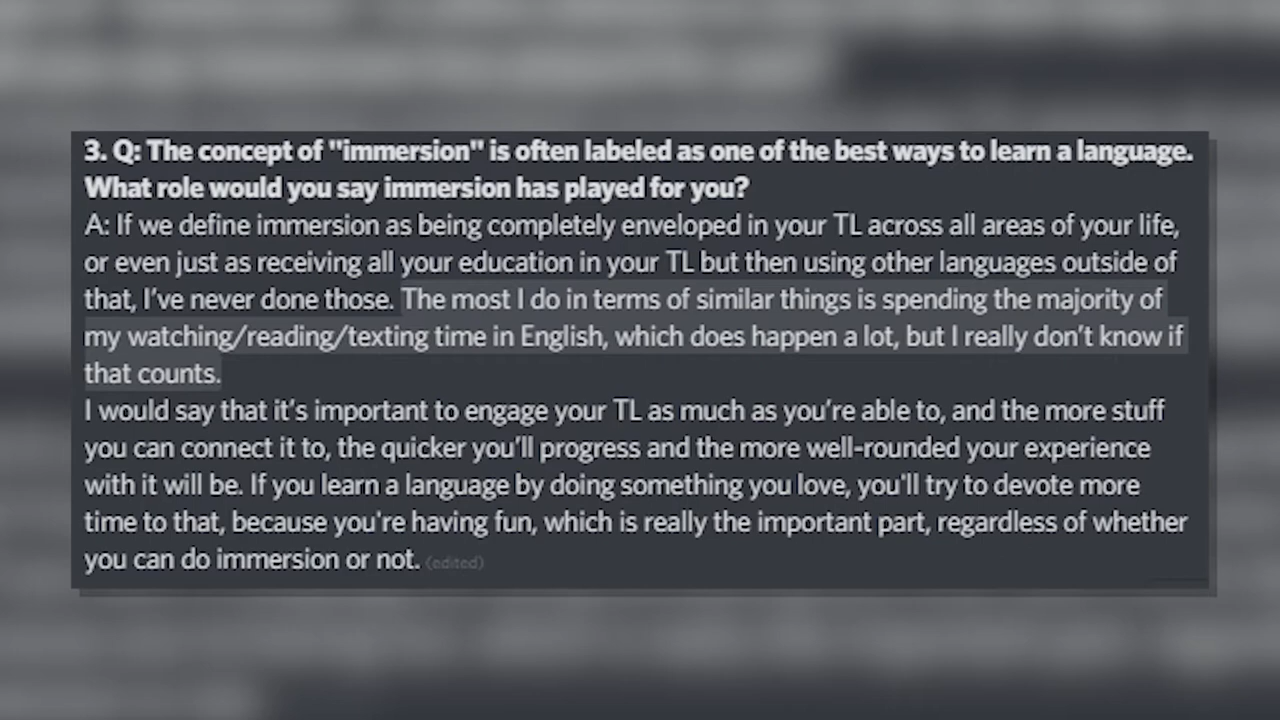 3. Q: The concept of "immersion" is often labeled as one of the best ways to learn a language.
What role would you say immersion has played for you?
A: If we define immersion as being completely enveloped in your TL across all areas of your life,
or even just as receiving all your education in your TL but then using other languages outside of
that, I’ve never done those. The most I do in terms of similar things is spending the majority of
my watching/reading/texting time in English, which does happen a lot, but I really don’t know if
that counts.
I would say that it’s important to engage your TL as much as you’re able to, and the more stuff
you can connect it to, the quicker you’ll progress and the more well-rounded your experience
with it will be. If you learn a language by doing something you love, you'll try to devote more
time to that, because you're having fun, which is really the important part, regardless of whether
you can do immersion or not. (edited)